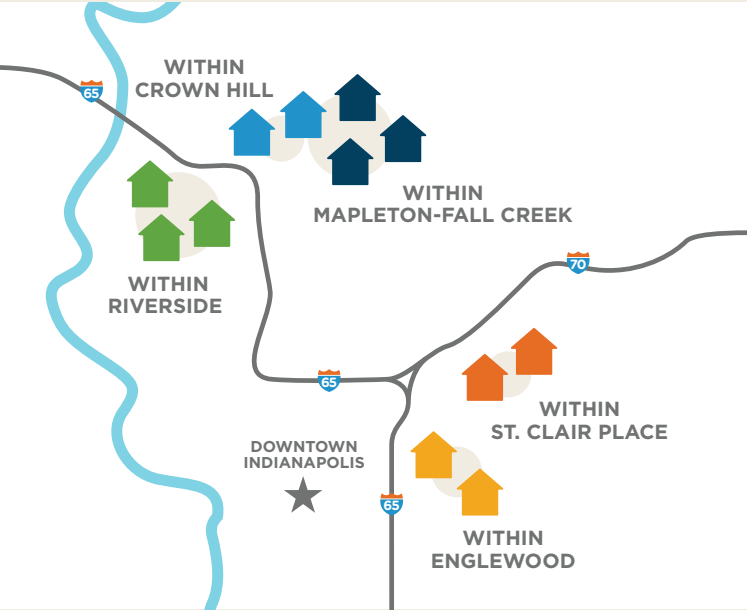 WITHIN
CROWN HILL
65
WITHIN
MAPLETON-FALL CREEK
70
WITHIN
RIVERSIDE
65
WITHIN
ST. CLAIR PLACE
DOWNTOWN
INDIANAPOLIS
65
WITHIN
ENGLEWOOD